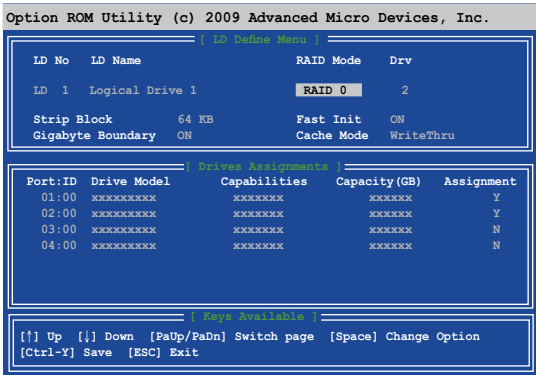 Option ROM Utility (c) 2009 Advanced Micro Devices, Inc.
[ LD Define Menu ]
LD No LD Name RAID Mode Drv
LD 1 Logical Drive 1 RAID 0 2
Strip Block 64 KB Fast Init ON
Gigabyte Boundary ON Cache Mode WriteThru
[ Drives Assignments ]
Port:ID Drive Model Capabilities Capacity(GB) Assignment
01:00 xxxxxxxxx xxxxxxx xxxxxx Y
02:00 xxxxxxxxx xxxxxxx xxxxxx Y
03:00 xxxxxxxxx xxxxxxx xxxxxx N
04:00 xxxxxxxxx xxxxxxx xxxxxx N
[ Keys Available ]
[↑] Up [↓] Down [PaUp/PaDn] Switch page [Space] Change Option
[Ctrl-Y] Save [ESC] Exit